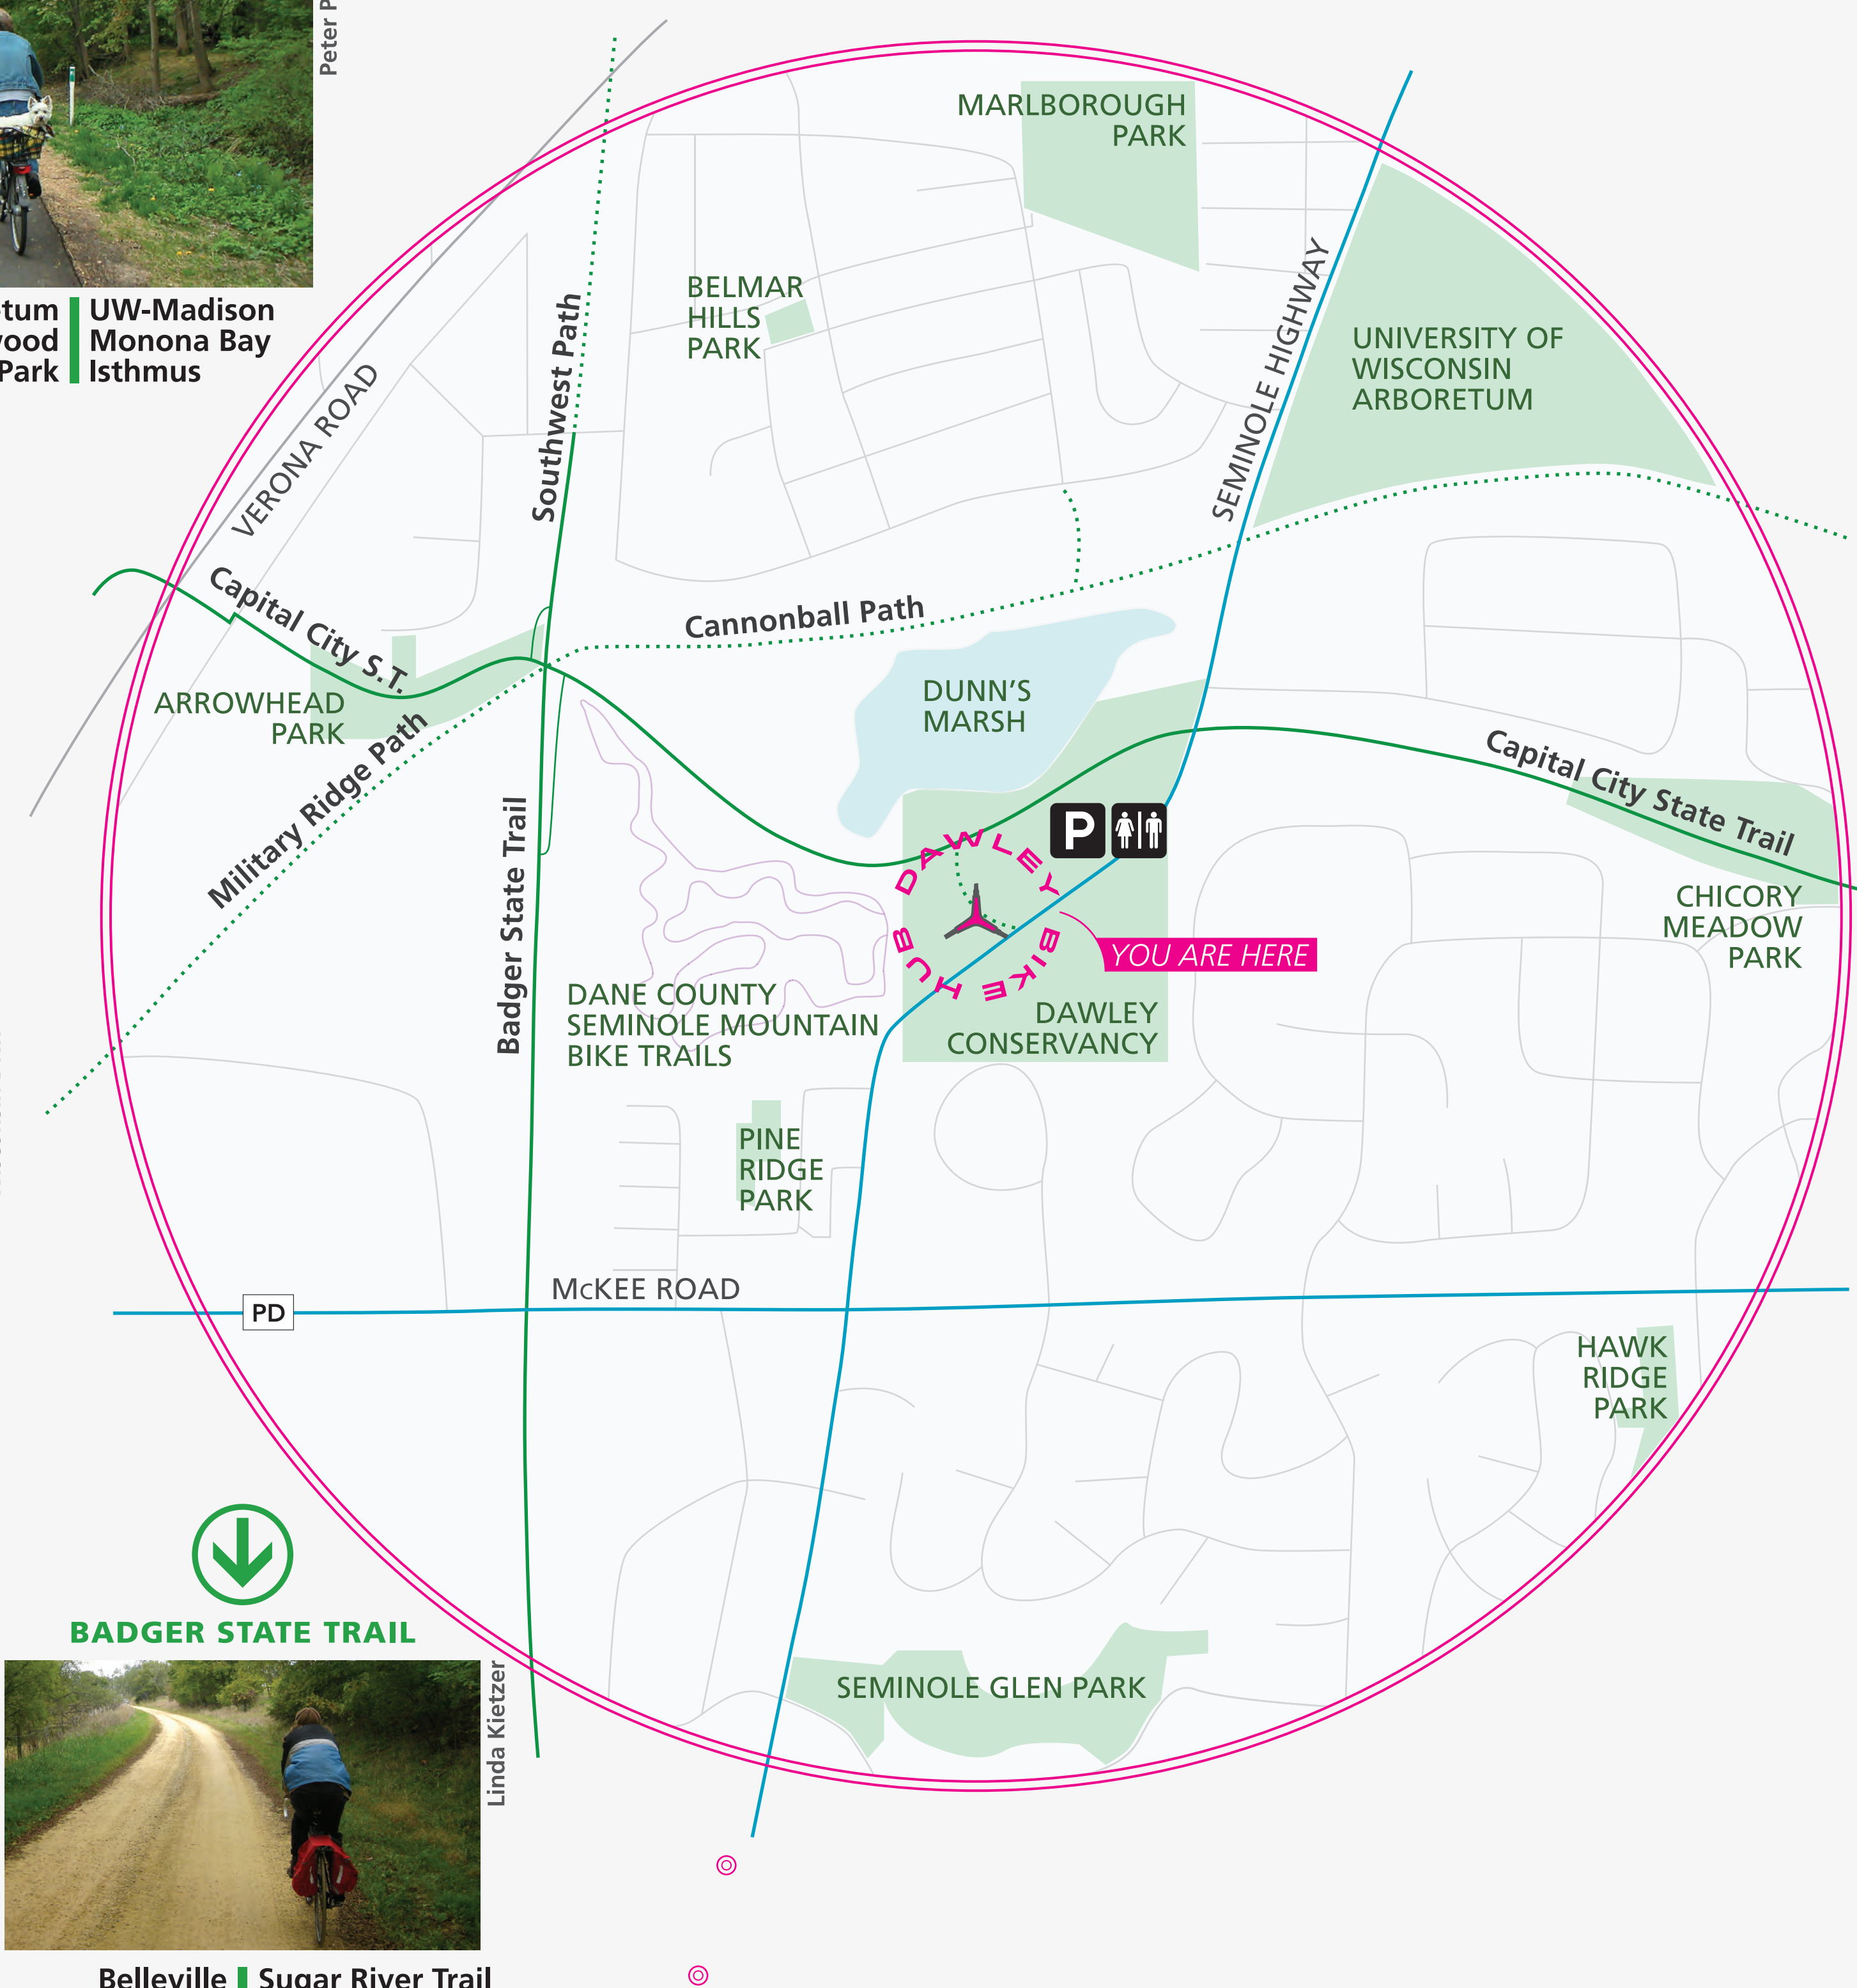 Peter P
tum | UW-Madison
ood | Monona Bay
Park | Isthmus
MARLBOROUGH
PARK
BELMAR
HILLS
PARK
Southwest Path
VERONA ROAD
SEMINOLE HIGHWAY
UNIVERSITY OF
WISCONSIN
ARBORETUM
Capital City S.T.
Cannonball Path
ARROWHEAD
PARK
DUNN'S
MARSH
Military Ridge Path
Badger State Trail
Capital City State Trail
P
DAWLEY
BIKE HUB
YOU ARE HERE
CHICORY
MEADOW
PARK
DANE COUNTY
SEMINOLE MOUNTAIN
BIKE TRAILS
DAWLEY
CONSERVANCY
PINE
RIDGE
PARK
McKEE ROAD
PD
HAWK
RIDGE
PARK
BADGER STATE TRAIL
SEMINOLE GLEN PARK
Linda Kietzer
Belleville | Sugar River Trail